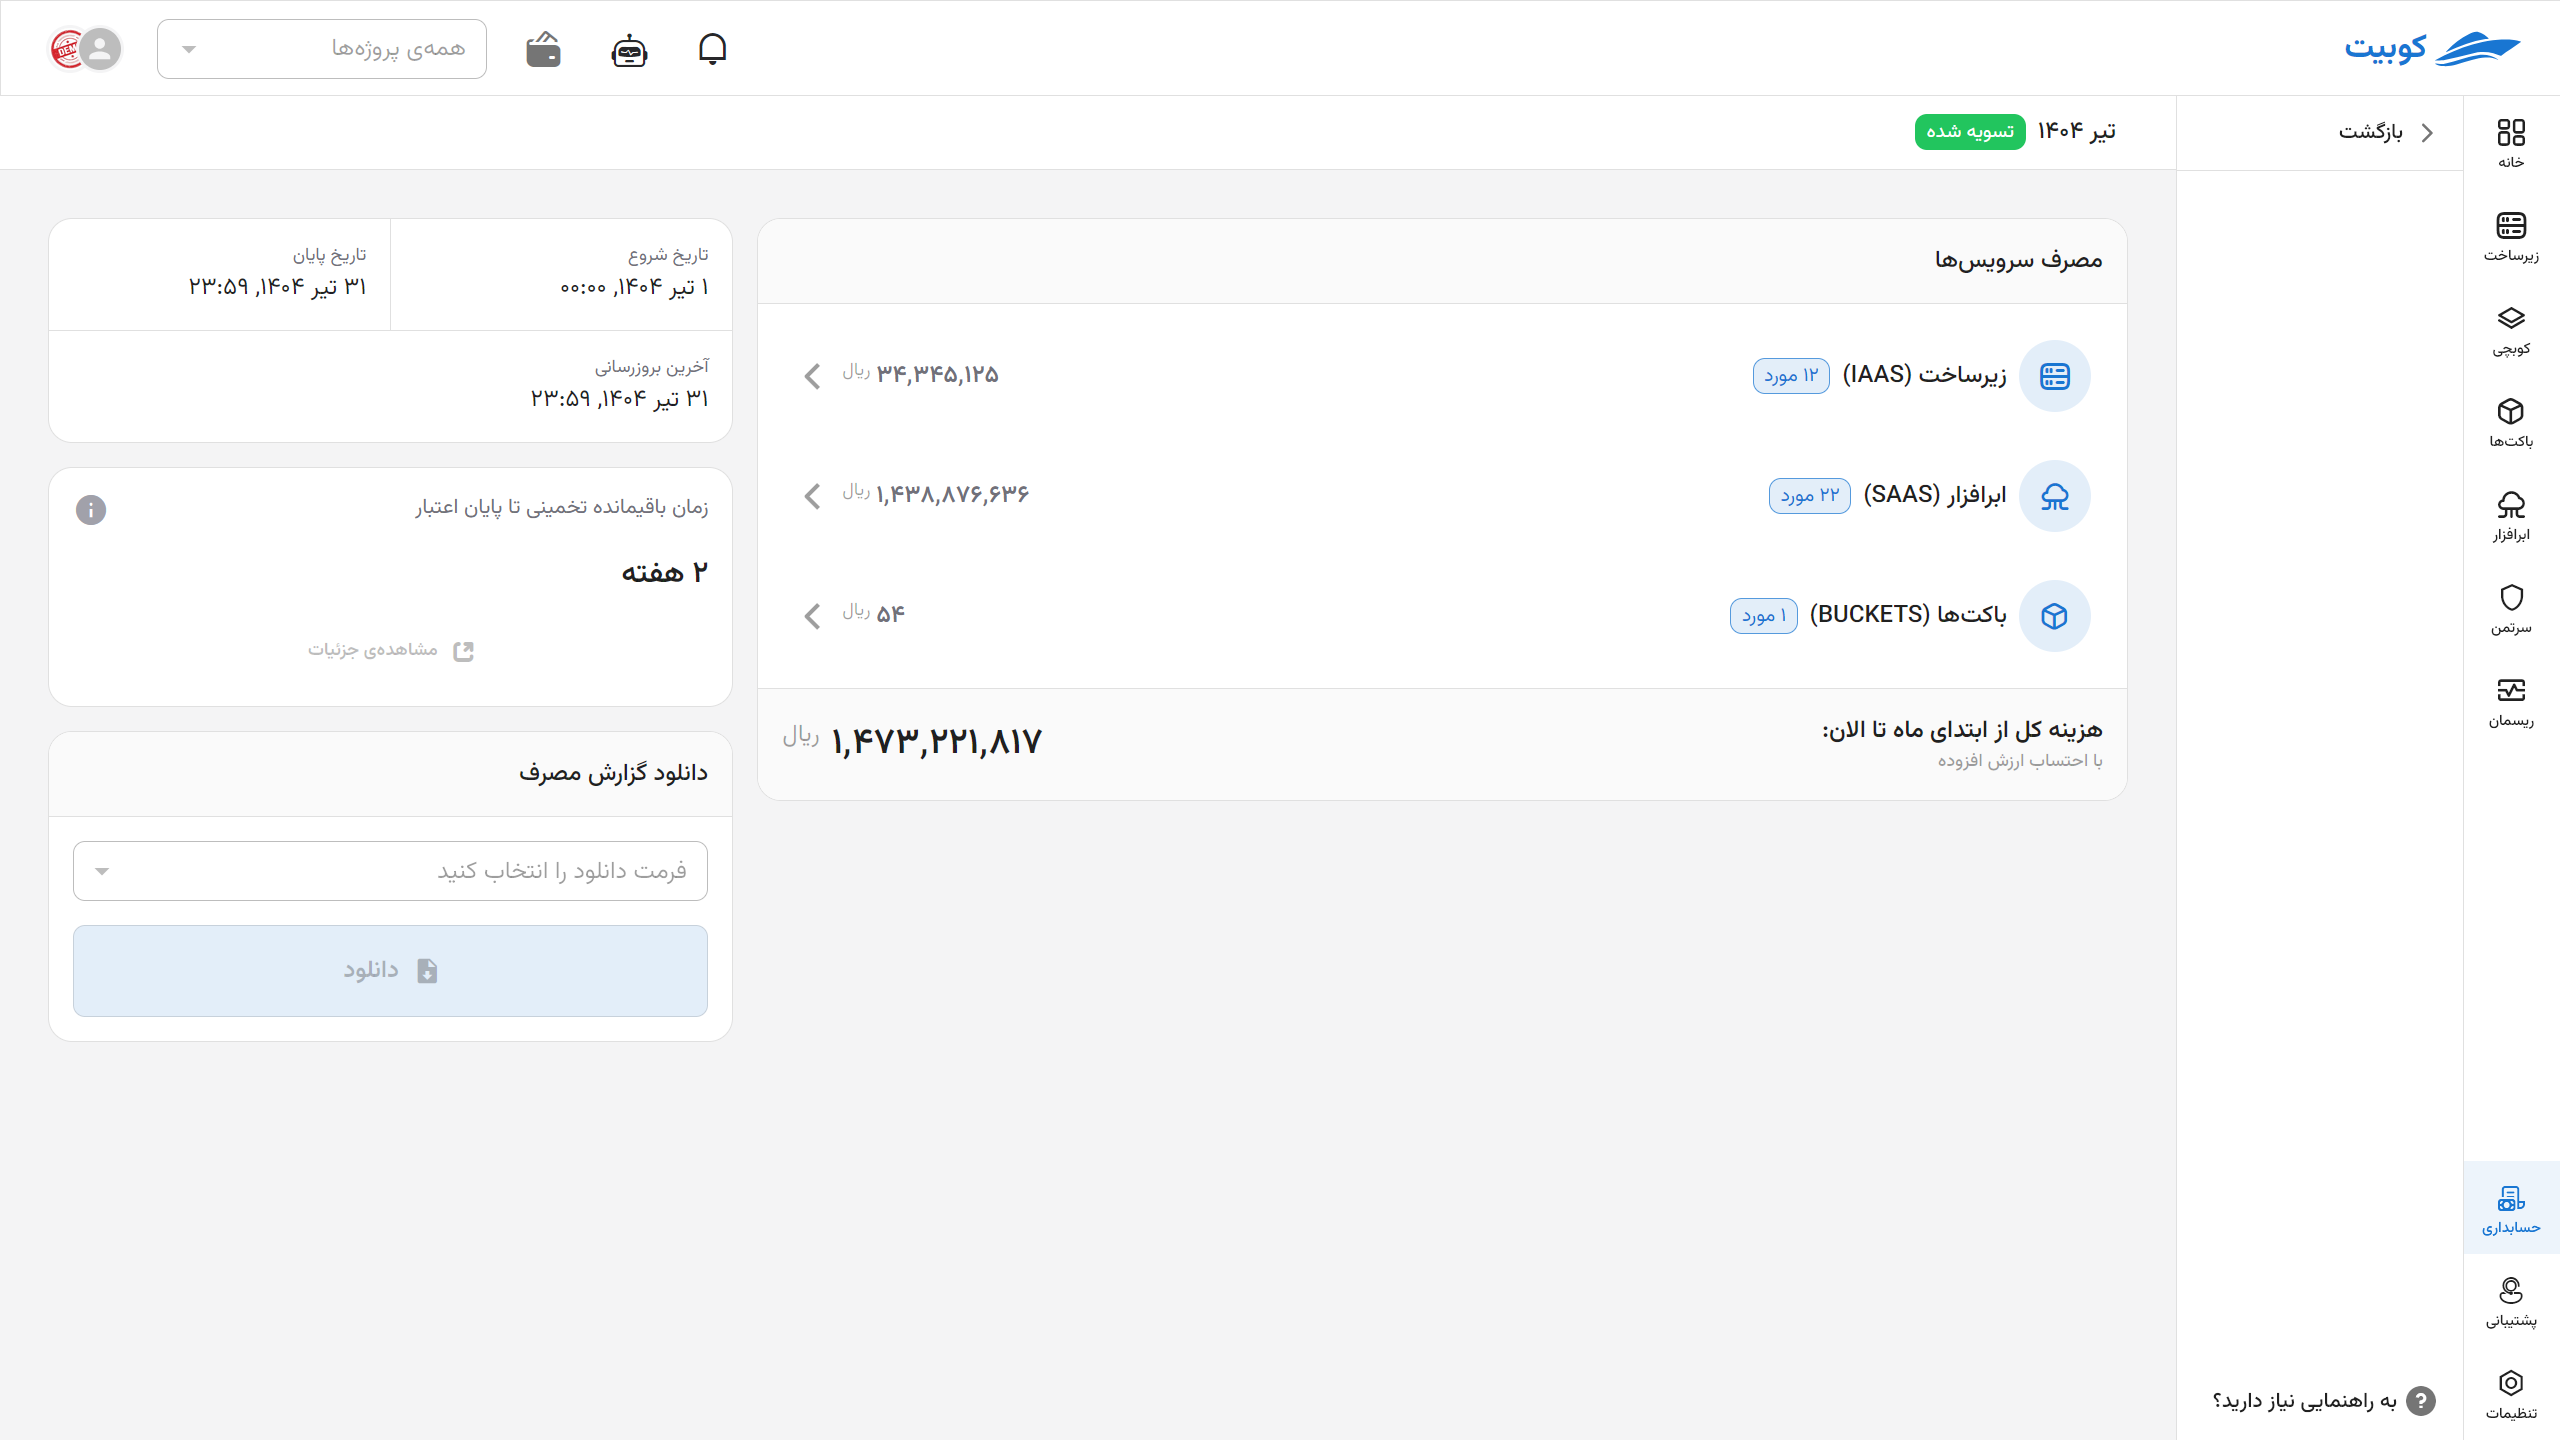 کوبیت
همه‌ی پروژه‌ها
DEMO
خانه
زیرساخت
کوبچی
باکت‌ها
ابرافزار
سرتمن
ریسمان
حسابداری
پشتیبانی
تنظیمات
بازگشت
به راهنمایی نیاز دارید؟
تیر ۱۴۰۴ تسویه شده
مصرف سرویس‌ها
زیرساخت (IAAS) ۱۲ مورد ۳۴,۳۴۵,۱۲۵ ریال
ابرافزار (SAAS) ۲۲ مورد ۱,۴۳۸,۸۷۶,۶۳۶ ریال
باکت‌ها (BUCKETS) ۱ مورد ۵۴ ریال
هزینه کل از ابتدای ماه تا الان: ۱,۴۷۳,۲۲۱,۸۱۷ ریال
با احتساب ارزش افزوده
تاریخ شروع
۱ تیر ۱۴۰۴, ۰۰:۰۰
تاریخ پایان
۳۱ تیر ۱۴۰۴, ۲۳:۵۹
آخرین بروزرسانی
۳۱ تیر ۱۴۰۴, ۲۳:۵۹
زمان باقیمانده تخمینی تا پایان اعتبار
۲ هفته
مشاهده‌ی جزئیات
دانلود گزارش مصرف
فرمت دانلود را انتخاب کنید
دانلود